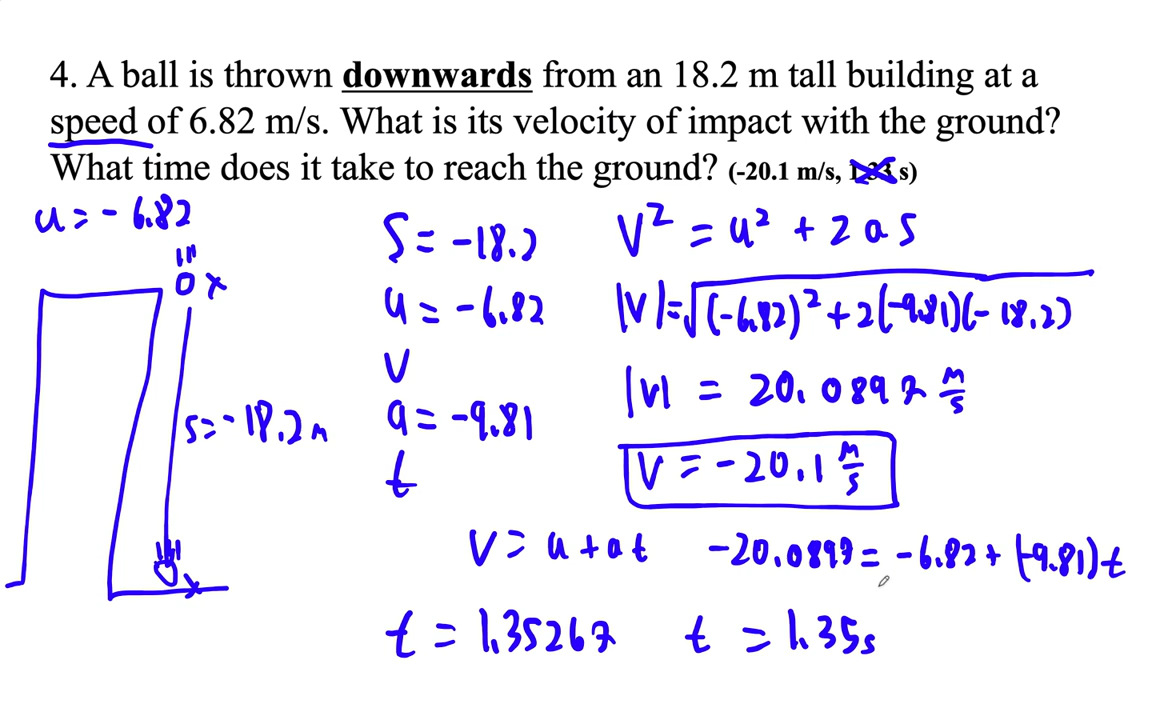 4. A ball is thrown downwards from an 18.2 m tall building at a
speed of 6.82 m/s. What is its velocity of impact with the ground?
What time does it take to reach the ground? (-20.1 m/s, s)
u = - 6.82
s = - 18.2 m
S = -18.2
u = -6.82
V
a = -9.81
t
V² = u² + 2 a s
|V| = √(-6.82)² + 2(-9.81)(-18.2)
|V| = 20.0897 m/s
V = -20.1 m/s
V = u + at
-20.0897 = -6.82 + (-9.81)t
t = 1.35267
t = 1.35s